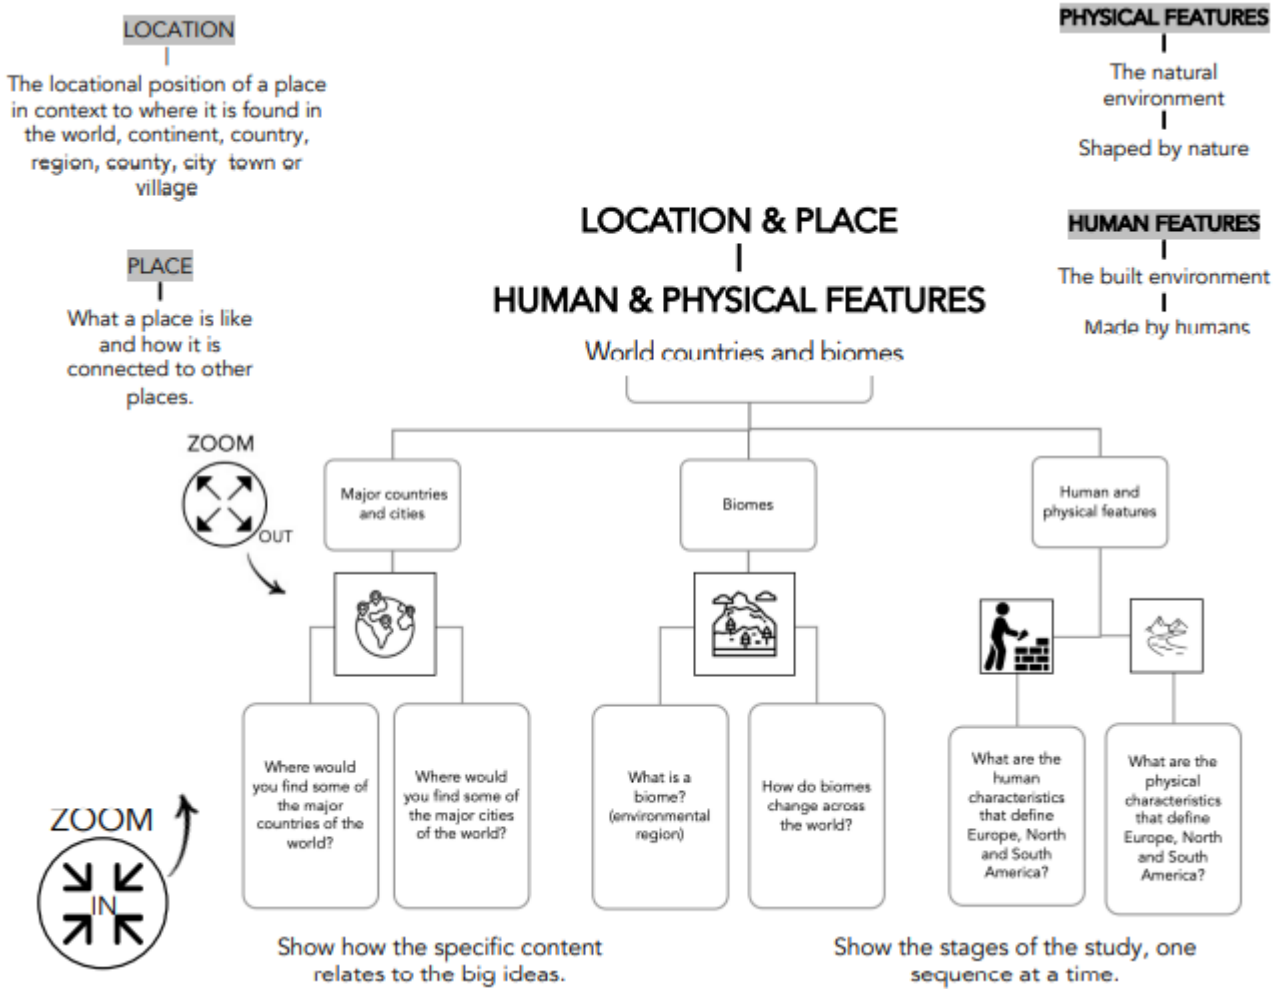 LOCATION
The locational position of a place
in context to where it is found in
the world, continent, country,
region, county, city town or
village
PLACE
What a place is like
and how it is
connected to other
places.
PHYSICAL FEATURES
The natural
environment
Shaped by nature
HUMAN FEATURES
The built environment
Made by humans
LOCATION & PLACE
HUMAN & PHYSICAL FEATURES
World countries and biomes
ZOOM
OUT
Major countries
and cities
Biomes
Human and
physical features
Where would
you find some of
the major
countries of the
world?
Where would
you find some of
the major cities
of the world?
What is a
biome?
(environmental
region)
How do biomes
change across
the world?
What are the
human
characteristics
that define
Europe, North
and South
America?
What are the
physical
characteristics
that define
Europe, North
and South
America?
ZOOM
IN
Show how the specific content
relates to the big ideas.
Show the stages of the study, one
sequence at a time.